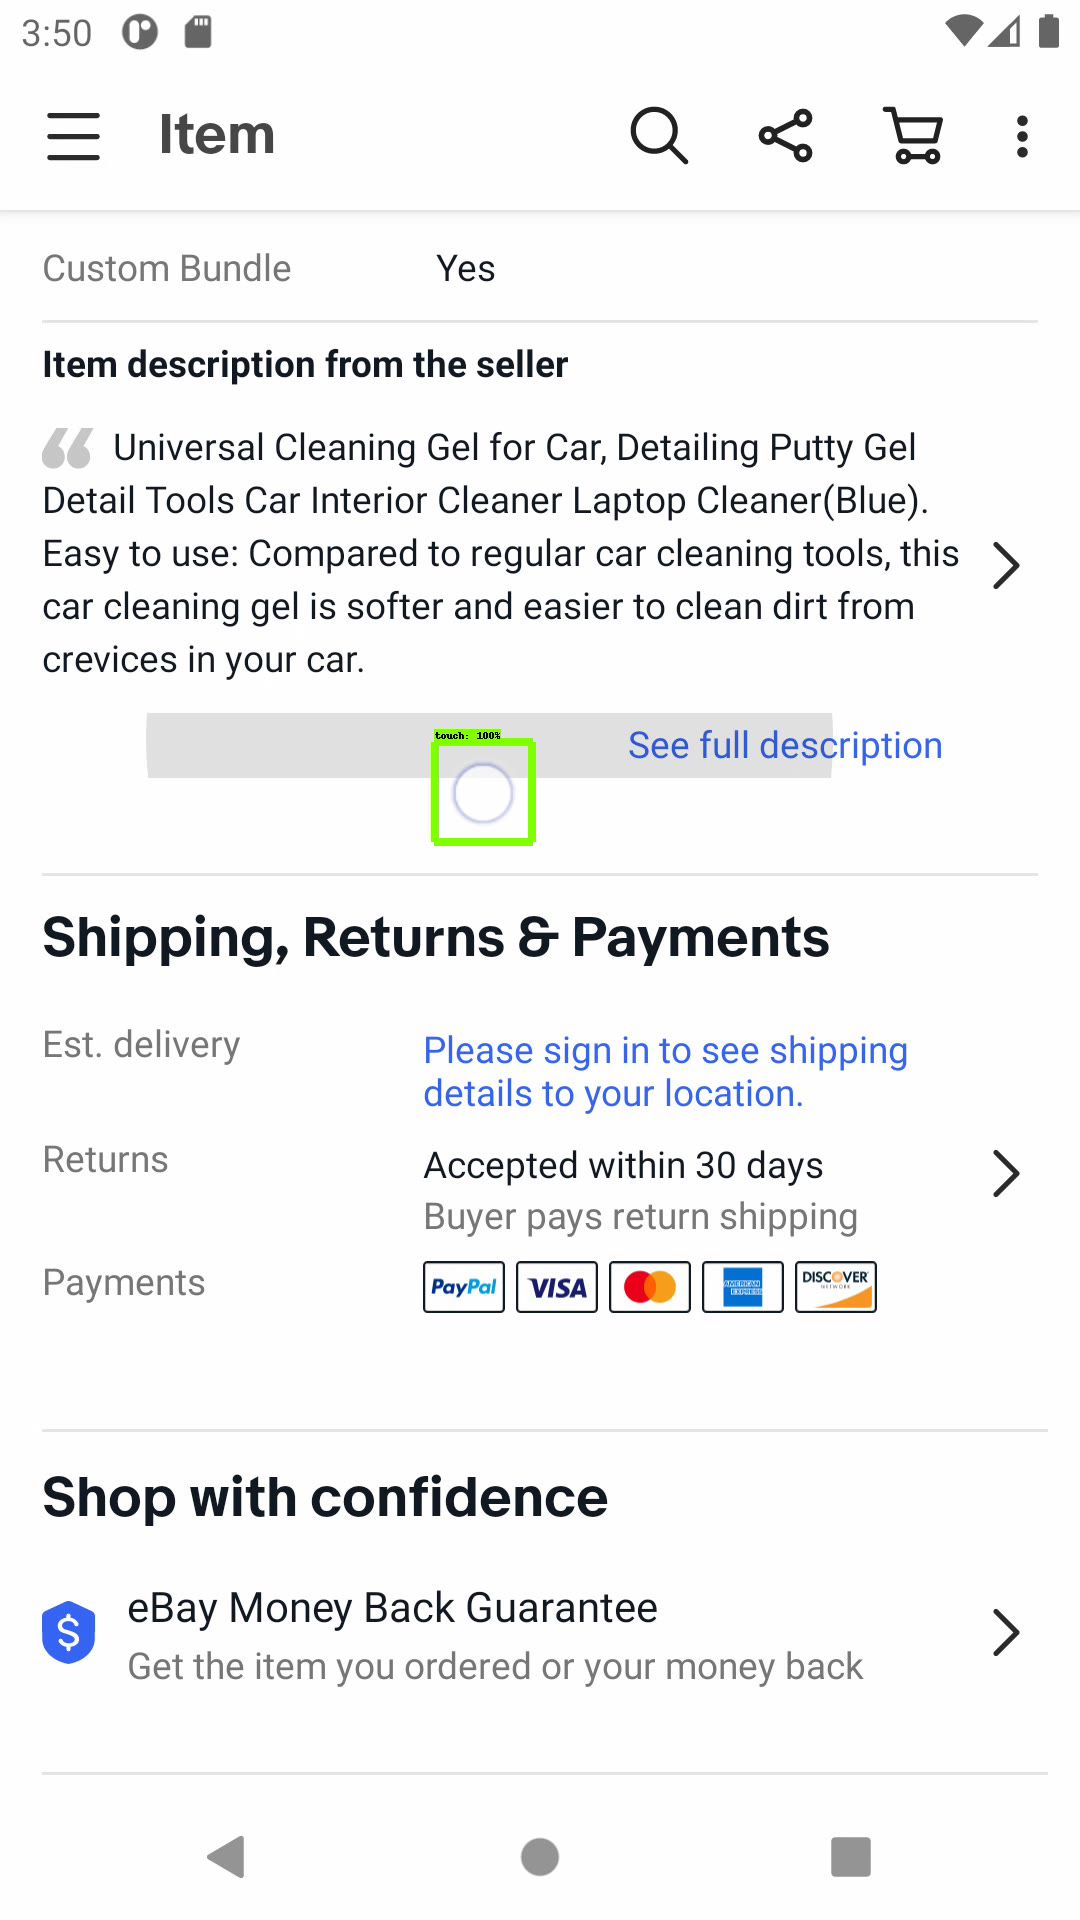 3:50
Item
Custom Bundle Yes
Item description from the seller
Universal Cleaning Gel for Car, Detailing Putty Gel
Detail Tools Car Interior Cleaner Laptop Cleaner(Blue).
Easy to use: Compared to regular car cleaning tools, this
car cleaning gel is softer and easier to clean dirt from
crevices in your car.
touch: 100%
See full description
Shipping, Returns & Payments
Est. delivery Please sign in to see shipping
details to your location.
Returns Accepted within 30 days
Buyer pays return shipping
Payments PayPal VISA AMERICAN EXPRESS DISCOVER NETWORK
Shop with confidence
eBay Money Back Guarantee
$
Get the item you ordered or your money back